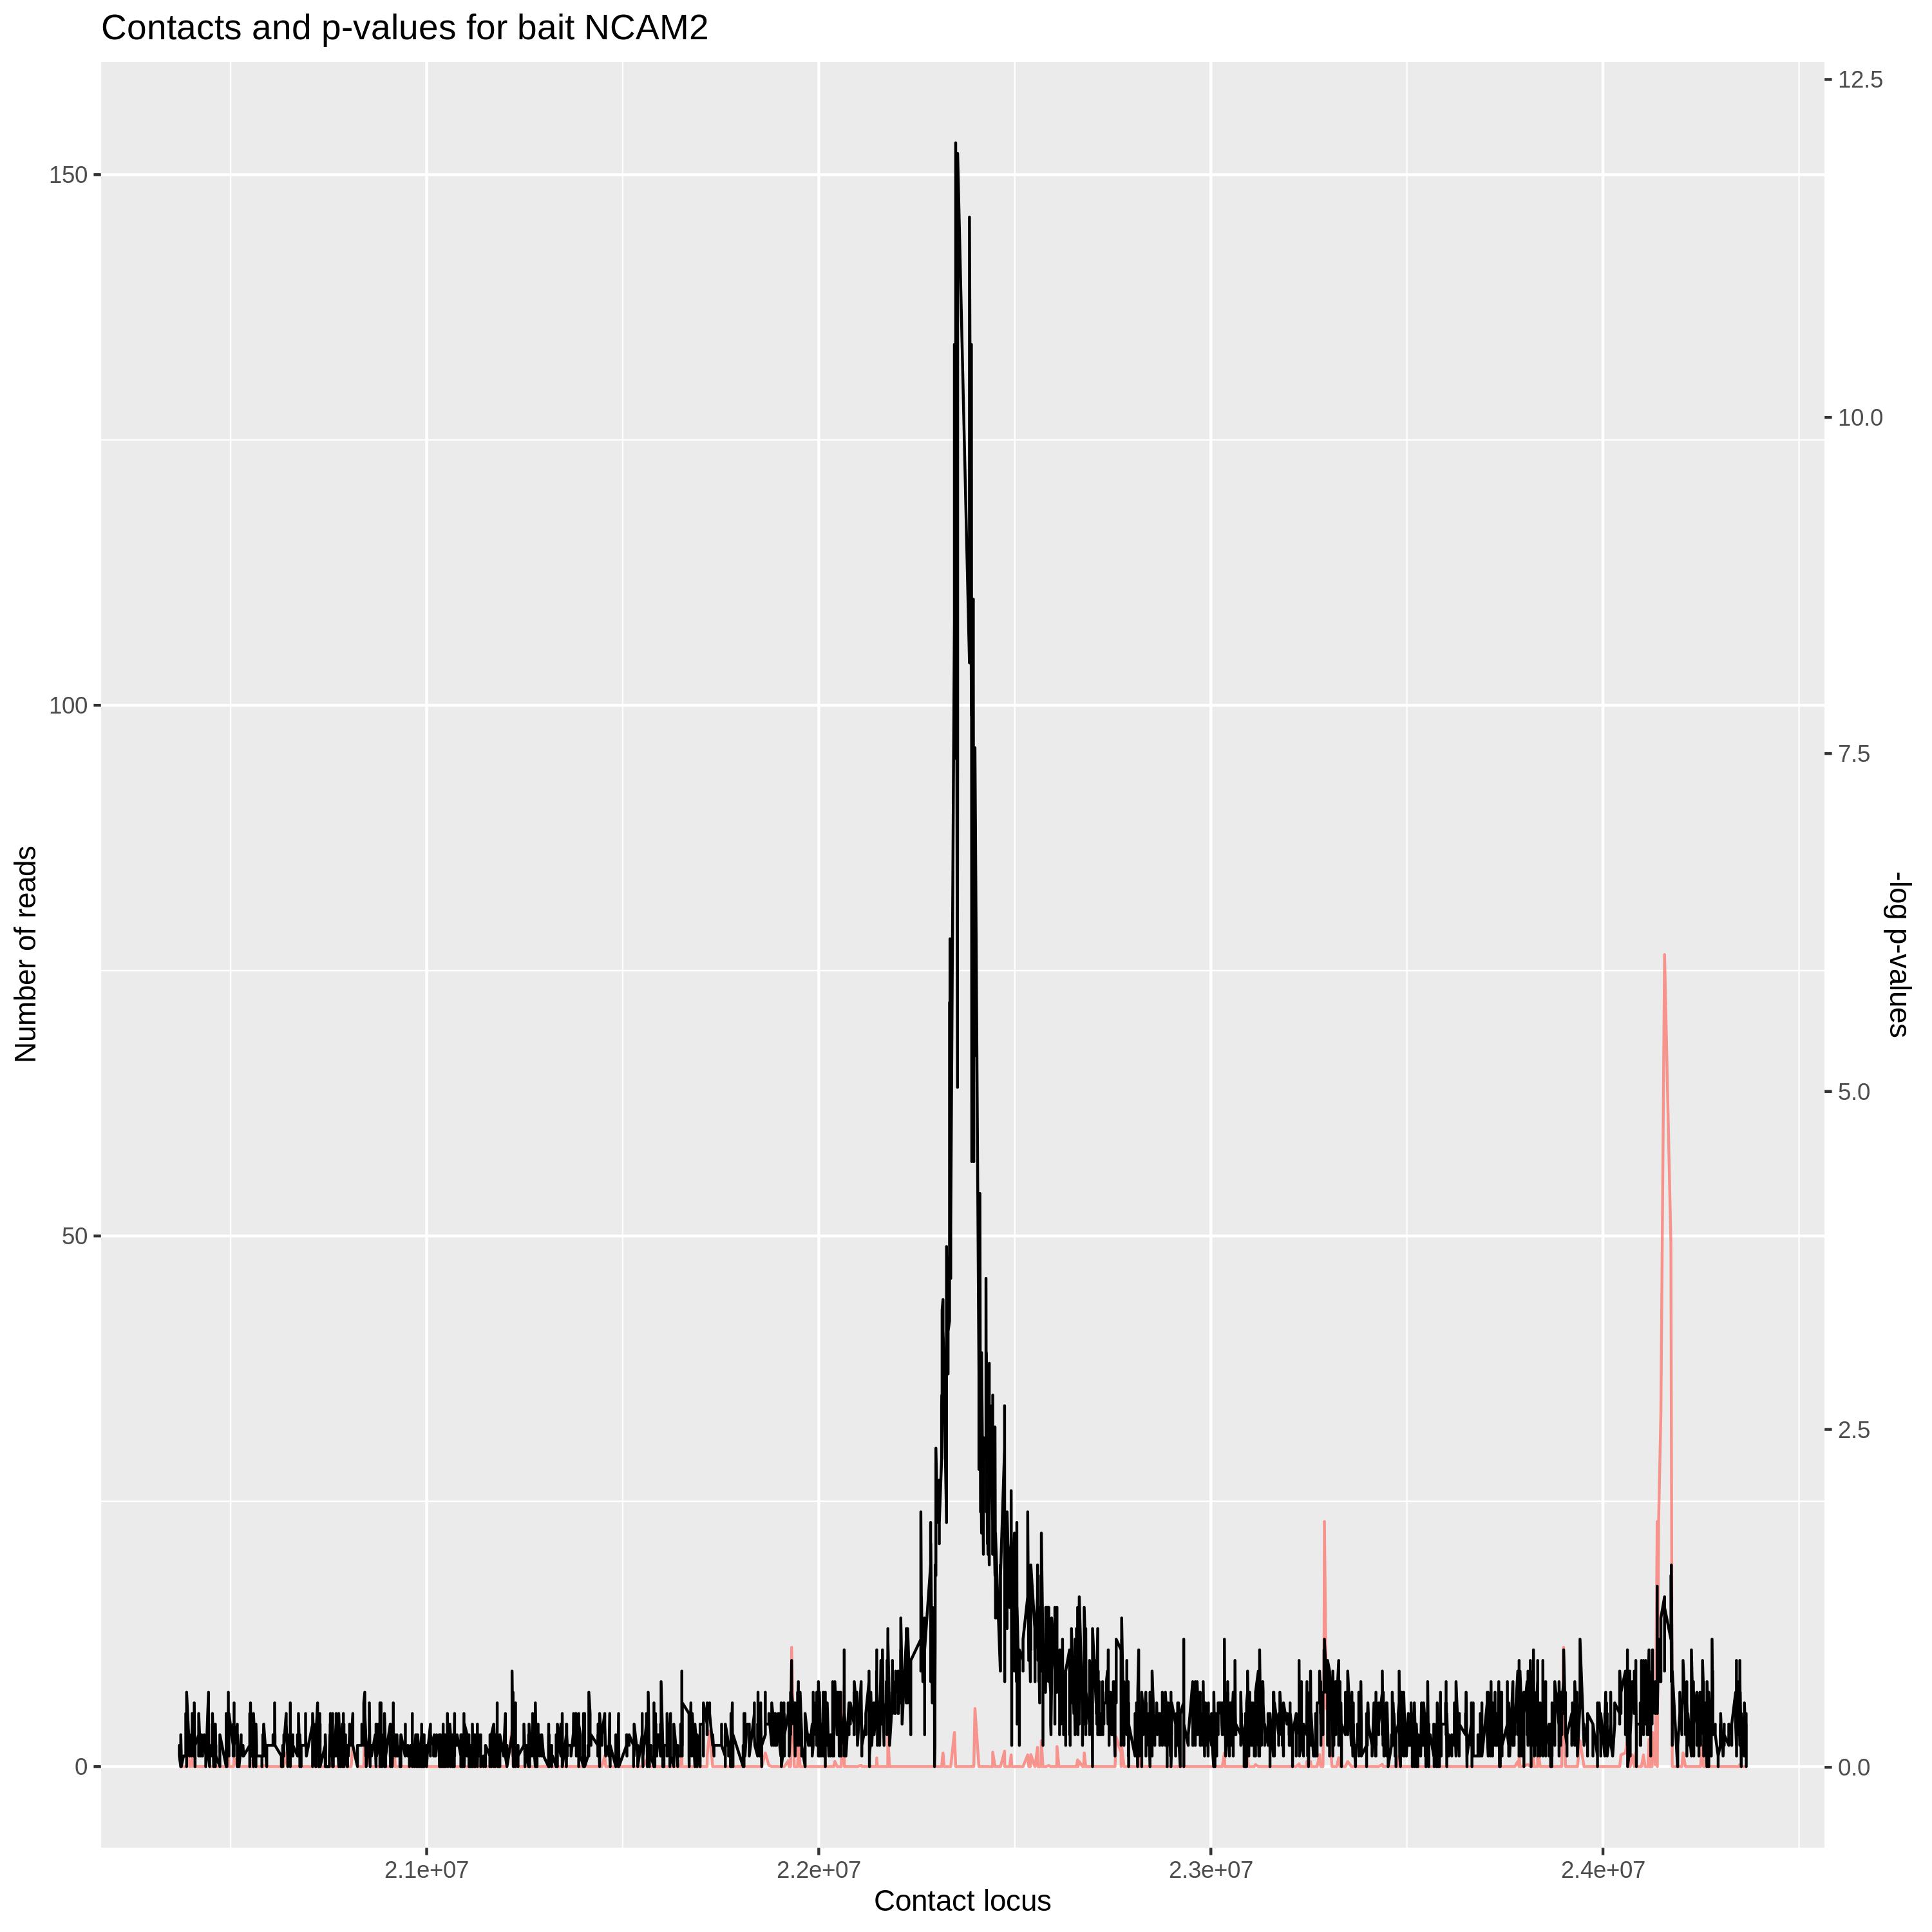 Contacts and p-values for bait NCAM2
150
100
50
0
Number of reads
12.5
10.0
7.5
5.0
2.5
0.0
-log p-values
2.1e+07
2.2e+07
2.3e+07
2.4e+07
Contact locus